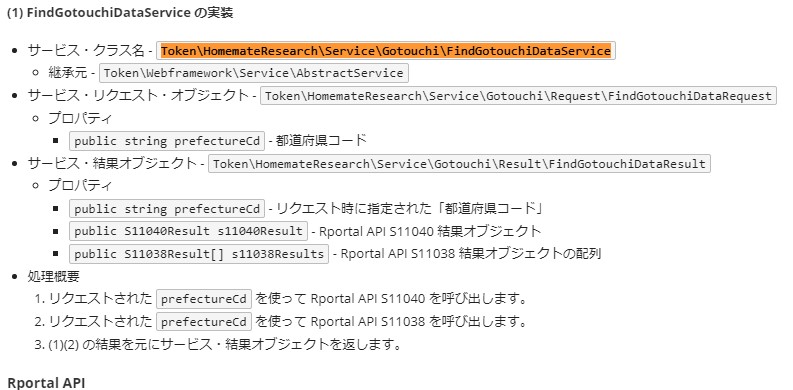 (1) FindGotouchiDataService の実装
サービス・クラス名 - Token\HomemateResearch\Service\Gotouchi\FindGotouchiDataService
継承元 - Token\Webframework\Service\AbstractService
サービス・リクエスト・オブジェクト - Token\HomemateResearch\Service\Gotouchi\Request\FindGotouchiDataRequest
プロパティ
public string prefectureCd - 都道府県コード
サービス・結果オブジェクト - Token\HomemateResearch\Service\Gotouchi\Result\FindGotouchiDataResult
プロパティ
public string prefectureCd - リクエスト時に指定された「都道府県コード」
public S11040Result s11040Result - Rportal API S11040 結果オブジェクト
public S11038Result[] s11038Results - Rportal API S11038 結果オブジェクトの配列
処理概要
1. リクエストされた prefectureCd を使って Rportal API S11040 を呼び出します。
2. リクエストされた prefectureCd を使って Rportal API S11038 を呼び出します。
3. (1)(2) の結果を元にサービス・結果オブジェクトを返します。
Rportal API